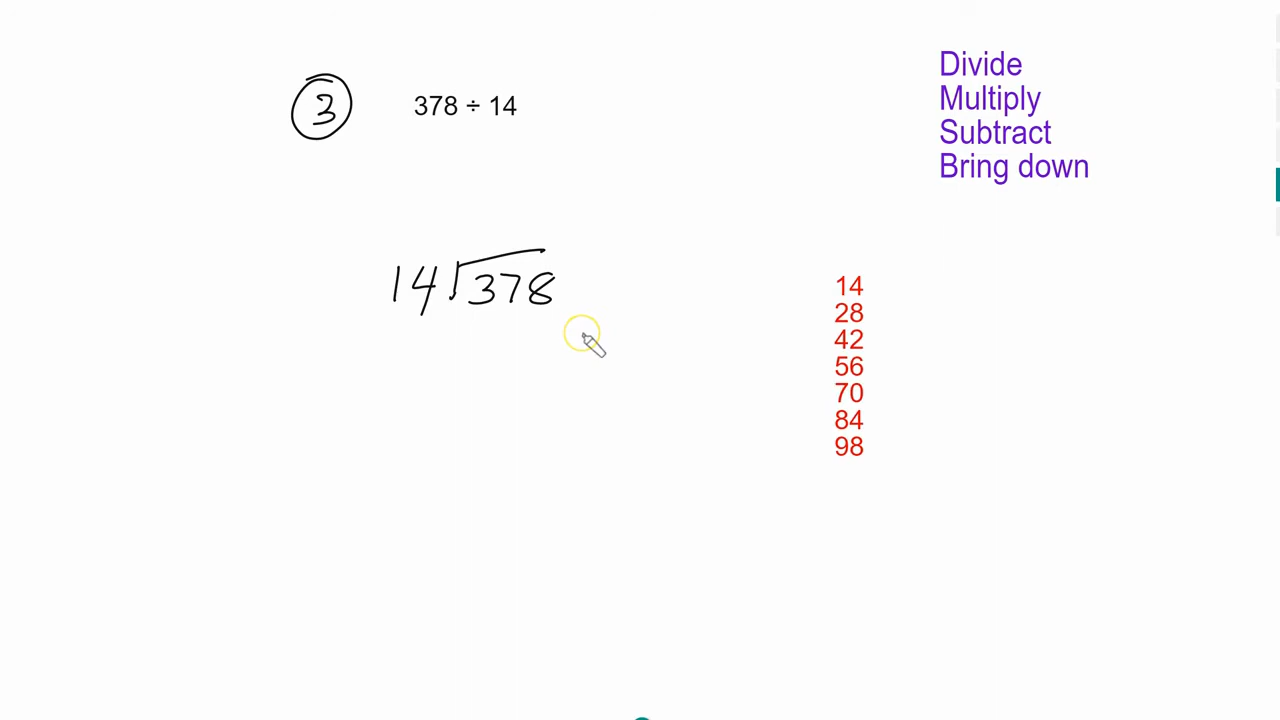 3 378 ÷ 14
Divide
Multiply
Subtract
Bring down
14 378
14
28
42
56
70
84
98